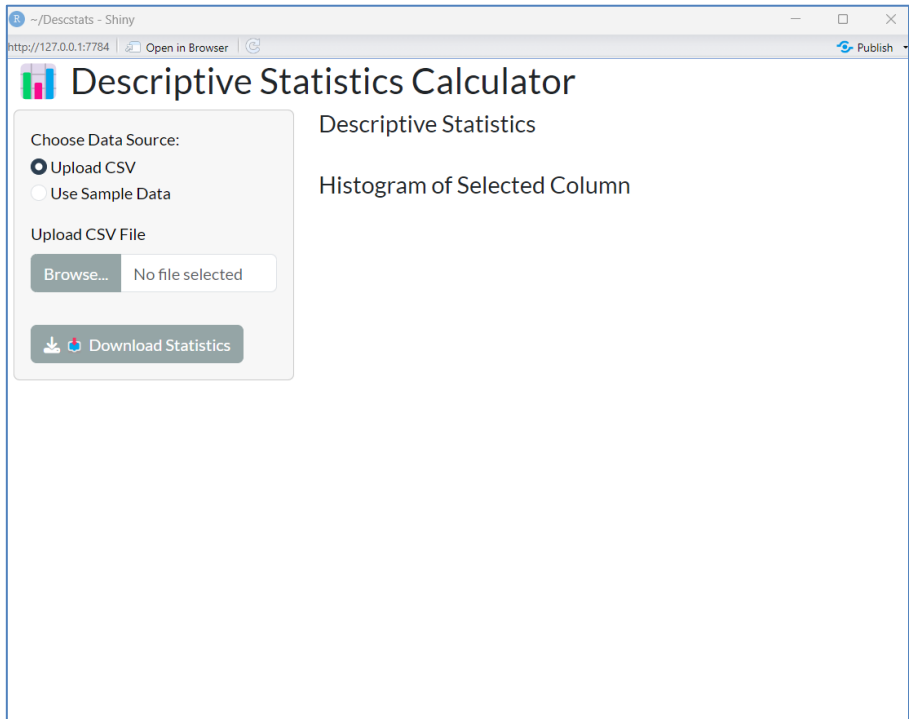 R ~/Descstats - Shiny
http://127.0.0.1:7784 Open in Browser Publish
Descriptive Statistics Calculator
Choose Data Source:
Upload CSV
Use Sample Data
Upload CSV File
Browse... No file selected
Download Statistics
Descriptive Statistics
Histogram of Selected Column